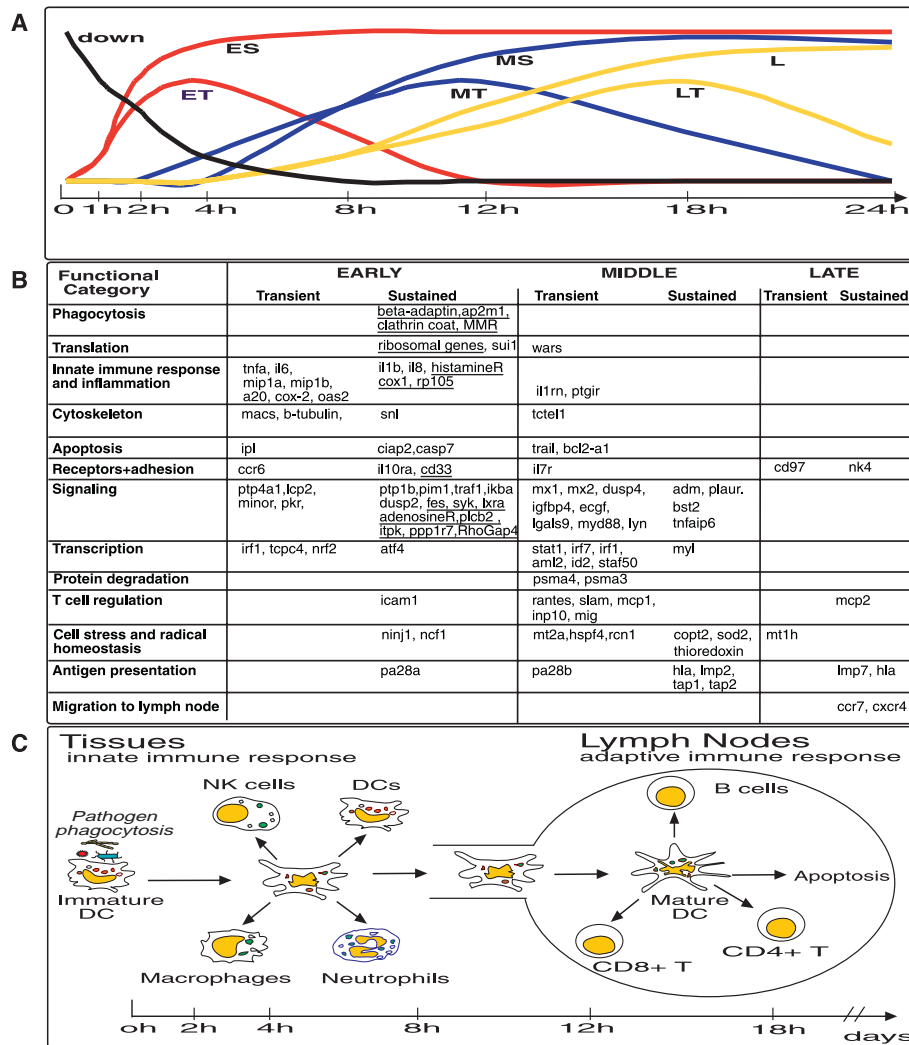 A
down
ES
MS
L
ET
MT
LT
0 1h 2h 4h 8h 12h 18h 24h
B
Functional Category EARLY MIDDLE LATE
Transient Sustained Transient Sustained Transient Sustained
Phagocytosis
beta-adaptin,ap2m1,
clathrin coat, MMR
Translation
ribosomal genes, sui1
wars
Innate immune response
and inflammation
tnfa, il6,
mip1a, mip1b,
a20, cox-2, oas2
il1b, il8, histamineR
cox1, rp105
il1rn, ptgir
Cytoskeleton
macs, b-tubulin,
snl
tctel1
Apoptosis
ipl
ciap2,casp7
trail, bcl2-a1
Receptors+adhesion
ccr6
il10ra, cd33
il7r
cd97
nk4
Signaling
ptp4a1,lcp2,
minor, pkr,
ptp1b,pim1,traf1,ikba
dusp2, fes, syk, lxra
adenosineR,plcb2 ,
itpk, ppp1r7,RhoGap4
mx1, mx2, dusp4,
igfbp4, ecgf,
lgals9, myd88, lyn
adm, plaur.
bst2
tnfaip6
Transcription
irf1, tcpc4, nrf2
atf4
stat1, irf7, irf1,
aml2, id2, staf50
myl
Protein degradation
psma4, psma3
T cell regulation
icam1
rantes, slam, mcp1,
inp10, mig
mcp2
Cell stress and radical
homeostasis
ninj1, ncf1
mt2a,hspf4,rcn1
copt2, sod2,
thioredoxin
mt1h
Antigen presentation
pa28a
pa28b
hla, lmp2,
tap1, tap2
lmp7, hla
Migration to lymph node
ccr7, cxcr4
C
Tissues
innate immune response
Lymph Nodes
adaptive immune response
NK cells
DCs
B cells
Pathogen
phagocytosis
Immature
DC
Mature
DC
Apoptosis
Macrophages
Neutrophils
CD8+ T
CD4+ T
oh 2h 4h 8h 12h 18h days